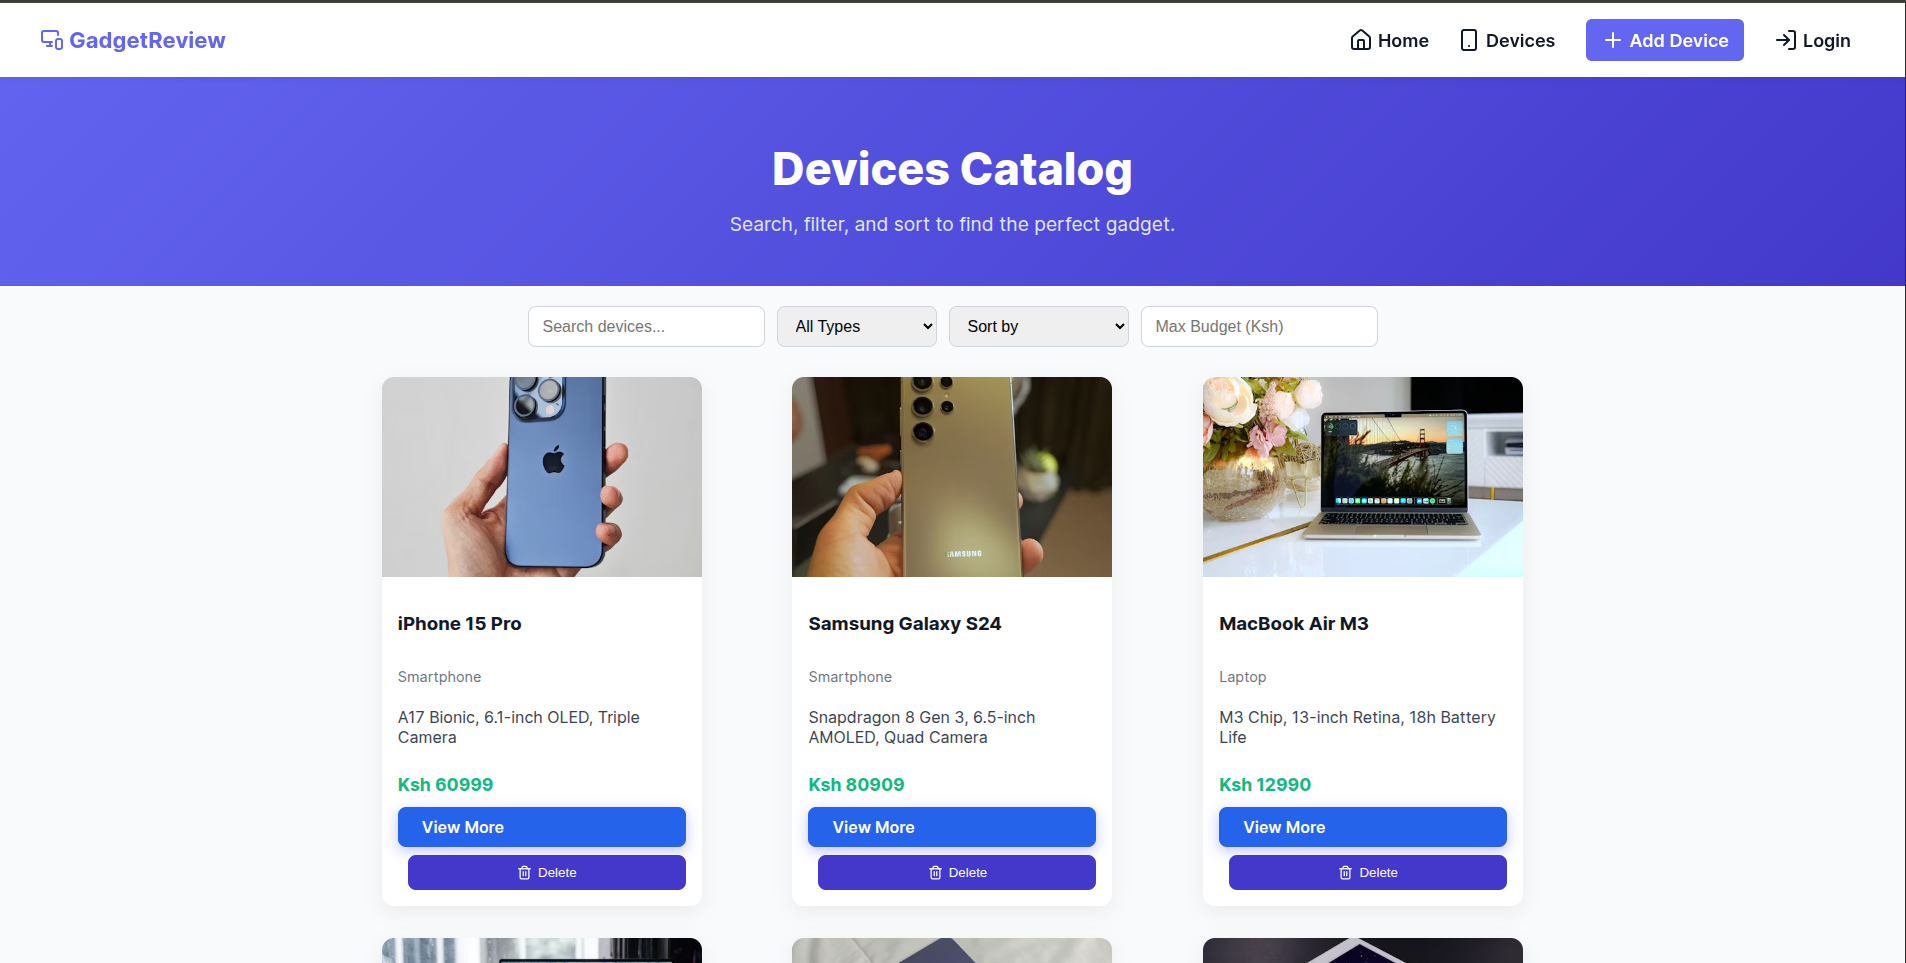 GadgetReview
Home
Devices
Add Device
Login
Devices Catalog
Search, filter, and sort to find the perfect gadget.
Search devices...
All Types
Sort by
Max Budget (Ksh)
SAMSUNG
iPhone 15 Pro
Smartphone
A17 Bionic, 6.1-inch OLED, Triple
Camera
Ksh 60999
View More
Delete
Samsung Galaxy S24
Smartphone
Snapdragon 8 Gen 3, 6.5-inch
AMOLED, Quad Camera
Ksh 80909
View More
Delete
MacBook Air M3
Laptop
M3 Chip, 13-inch Retina, 18h Battery
Life
Ksh 12990
View More
Delete